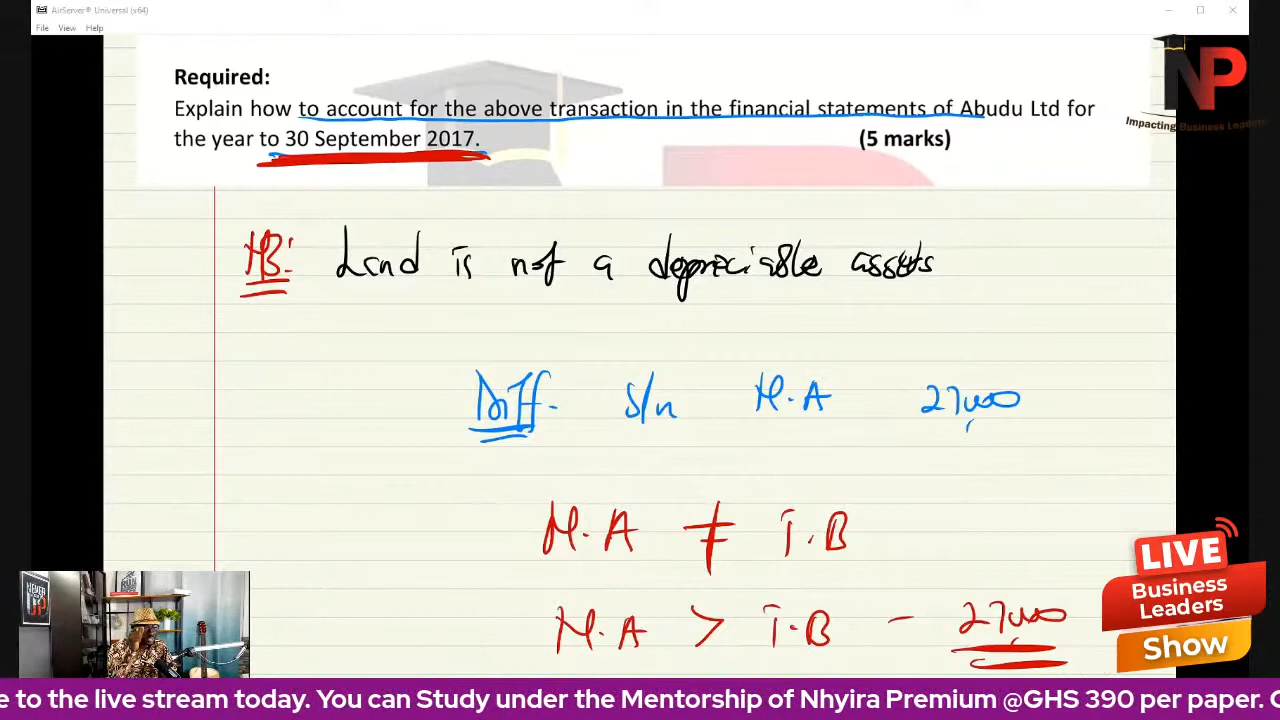 AirServer® Universal (x64)
File View Help
Required:
Explain how to account for the above transaction in the financial statements of Abudu Ltd for
the year to 30 September 2017. (5 marks)
NP
Impacting Business Leaders
NB: Land is not a depreciable assets
Diff. S/n M.A
M.A ≠ T.B
M.A > T.B –
LIVE
Business
Leaders
Show
e to the live stream today. You can Study under the Mentorship of Nhyira Premium @GHS 390 per paper.